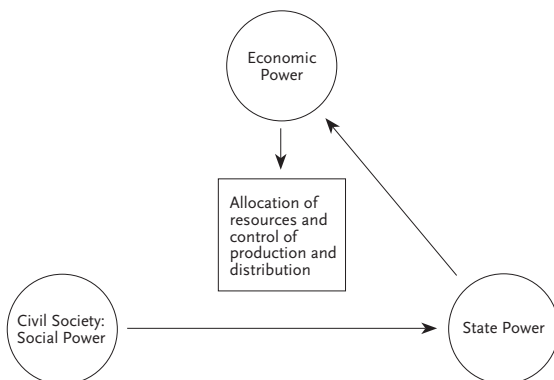 Economic
Power
Allocation of
resources and
control of
production and
distribution
Civil Society:
Social Power
State Power